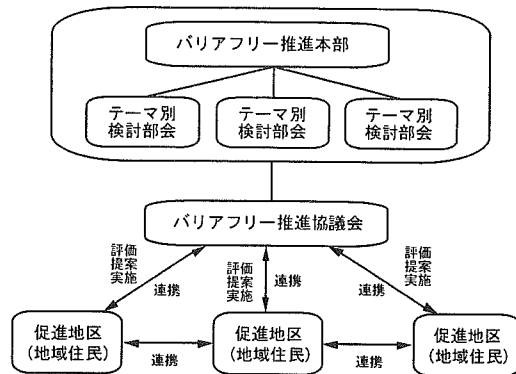 バリアフリー推進本部
テーマ別
検討部会
テーマ別
検討部会
テーマ別
検討部会
バリアフリー推進協議会
評価
提案
実施
連携
評価
提案
実施
連携
評価
提案
実施
連携
促進地区
(地域住民)
連携
促進地区
(地域住民)
連携
促進地区
(地域住民)